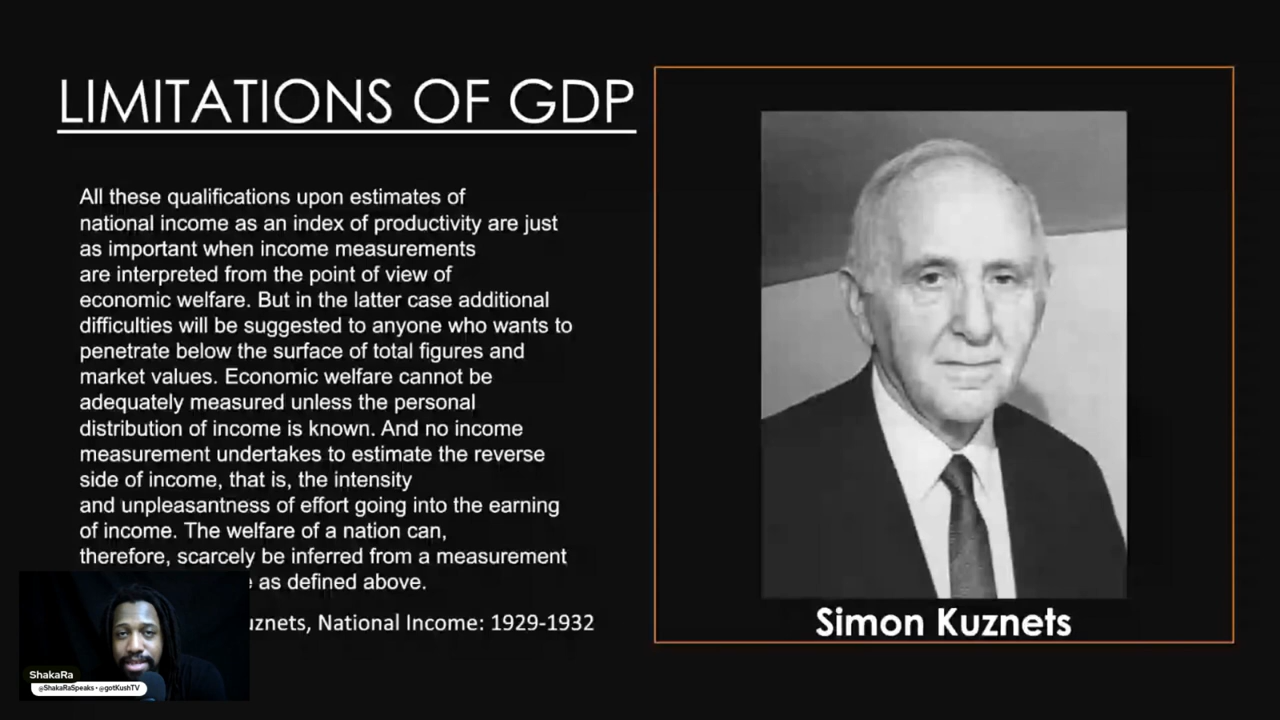 LIMITATIONS OF GDP
All these qualifications upon estimates of
national income as an index of productivity are just
as important when income measurements
are interpreted from the point of view of
economic welfare. But in the latter case additional
difficulties will be suggested to anyone who wants to
penetrate below the surface of total figures and
market values. Economic welfare cannot be
adequately measured unless the personal
distribution of income is known. And no income
measurement undertakes to estimate the reverse
side of income, that is, the intensity
and unpleasantness of effort going into the earning
of income. The welfare of a nation can,
therefore, scarcely be inferred from a measurement
as defined above.
uznets, National Income: 1929-1932
Simon Kuznets
ShakaRa
@ShakaRaSpeaks • @gotKushTV